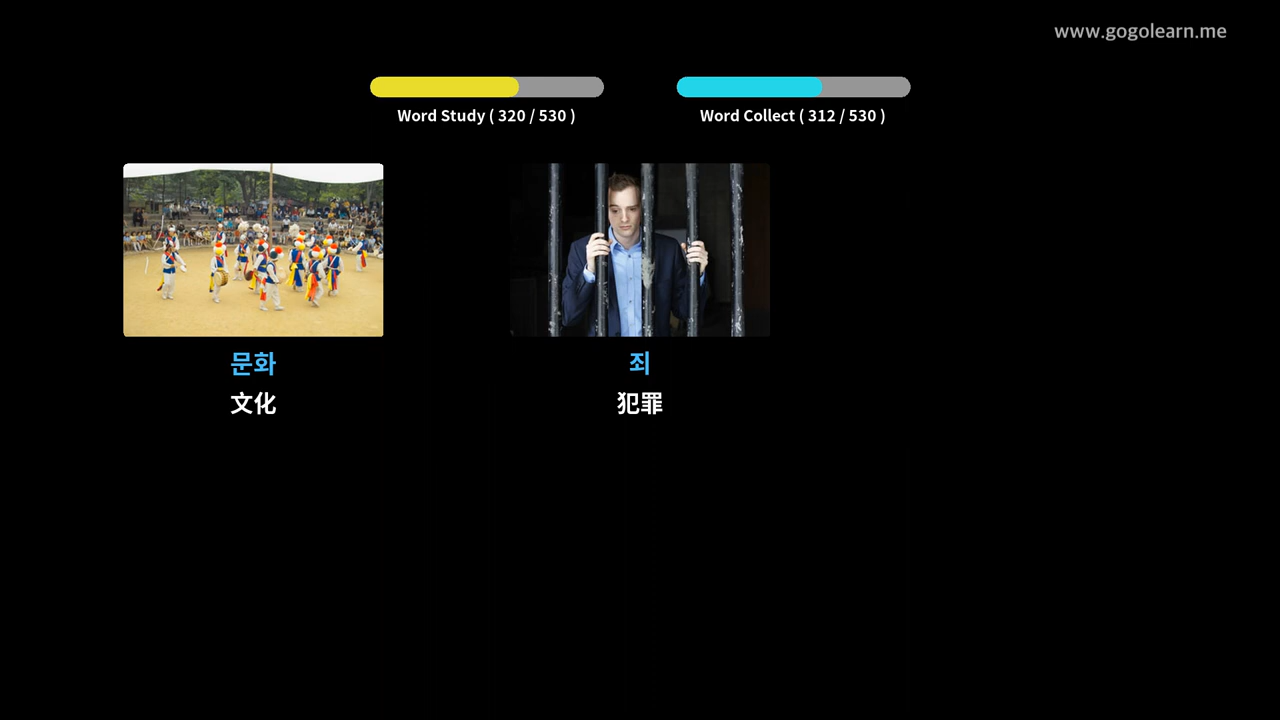 www.gogolearn.me
Word Study ( 320 / 530 )
Word Collect ( 312 / 530 )
문화
文化
죄
犯罪